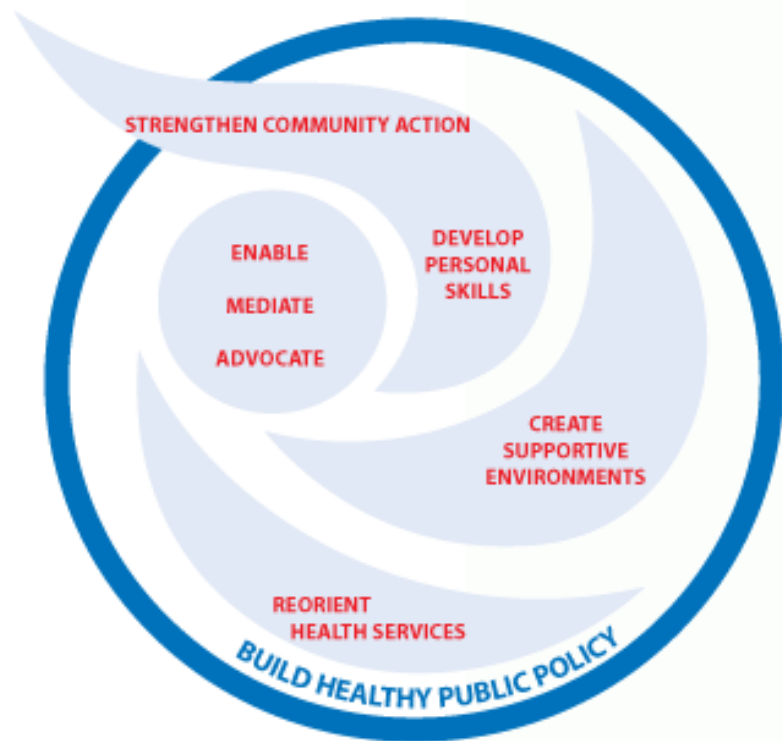 STRENGTHEN COMMUNITY ACTION
ENABLE
MEDIATE
ADVOCATE
DEVELOP
PERSONAL
SKILLS
CREATE
SUPPORTIVE
ENVIRONMENTS
REORIENT
HEALTH SERVICES
BUILD HEALTHY PUBLIC POLICY